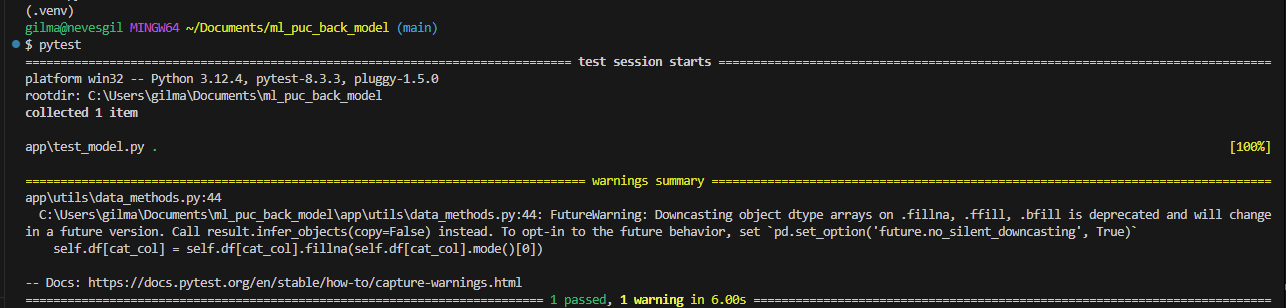 (.venv)
gilma@nevesgil MINGW64 ~/Documents/ml_puc_back_model (main)
$ pytest
============================= test session starts =============================
platform win32 -- Python 3.12.4, pytest-8.3.3, pluggy-1.5.0
rootdir: C:\Users\gilma\Documents\ml_puc_back_model
collected 1 item
app\test_model.py . [100%]
============================== warnings summary ===============================
app\utils\data_methods.py:44
C:\Users\gilma\Documents\ml_puc_back_model\app\utils\data_methods.py:44: FutureWarning: Downcasting object dtype arrays on .fillna, .ffill, .bfill is deprecated and will change
in a future version. Call result.infer_objects(copy=False) instead. To opt-in to the future behavior, set `pd.set_option('future.no_silent_downcasting', True)`
self.df[cat_col] = self.df[cat_col].fillna(self.df[cat_col].mode()[0])
-- Docs: https://docs.pytest.org/en/stable/how-to/capture-warnings.html
======================== 1 passed, 1 warning in 6.00s =========================